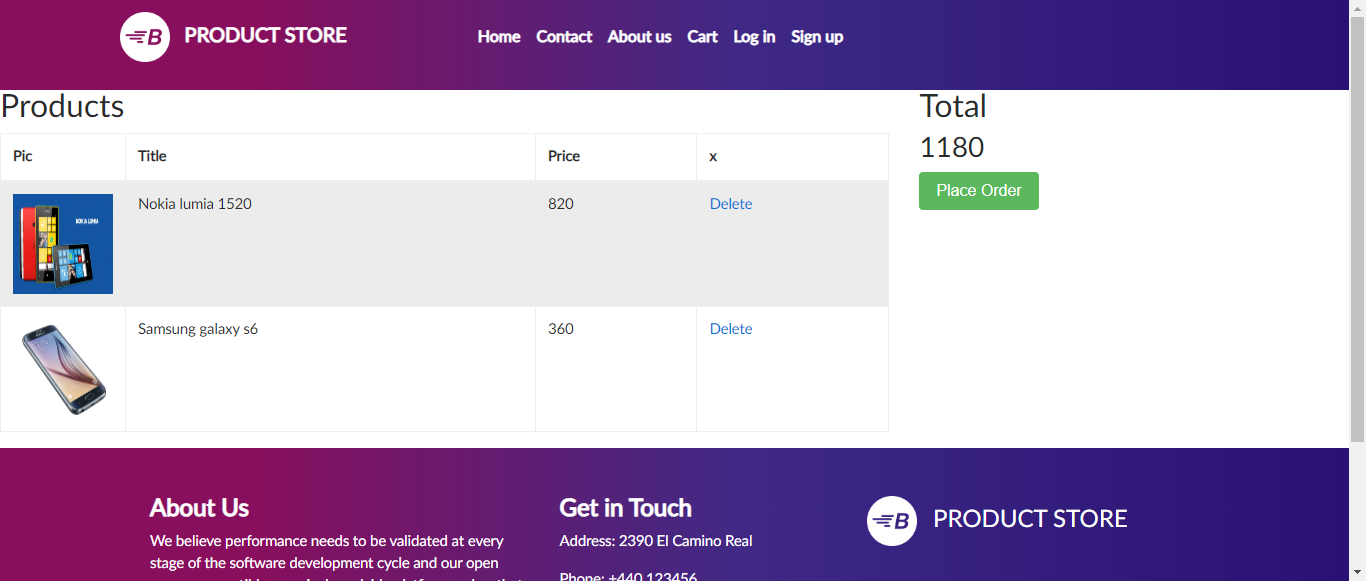 B PRODUCT STORE Home Contact About us Cart Log in Sign up
Products
Total
1180
Place Order
Pic Title Price x
NOKIA LUMIA
Nokia lumia 1520 820 Delete
Samsung galaxy s6 360 Delete
About Us
We believe performance needs to be validated at every
stage of the software development cycle and our open
Get in Touch
Address: 2390 El Camino Real
Phone: +440 123456
B PRODUCT STORE